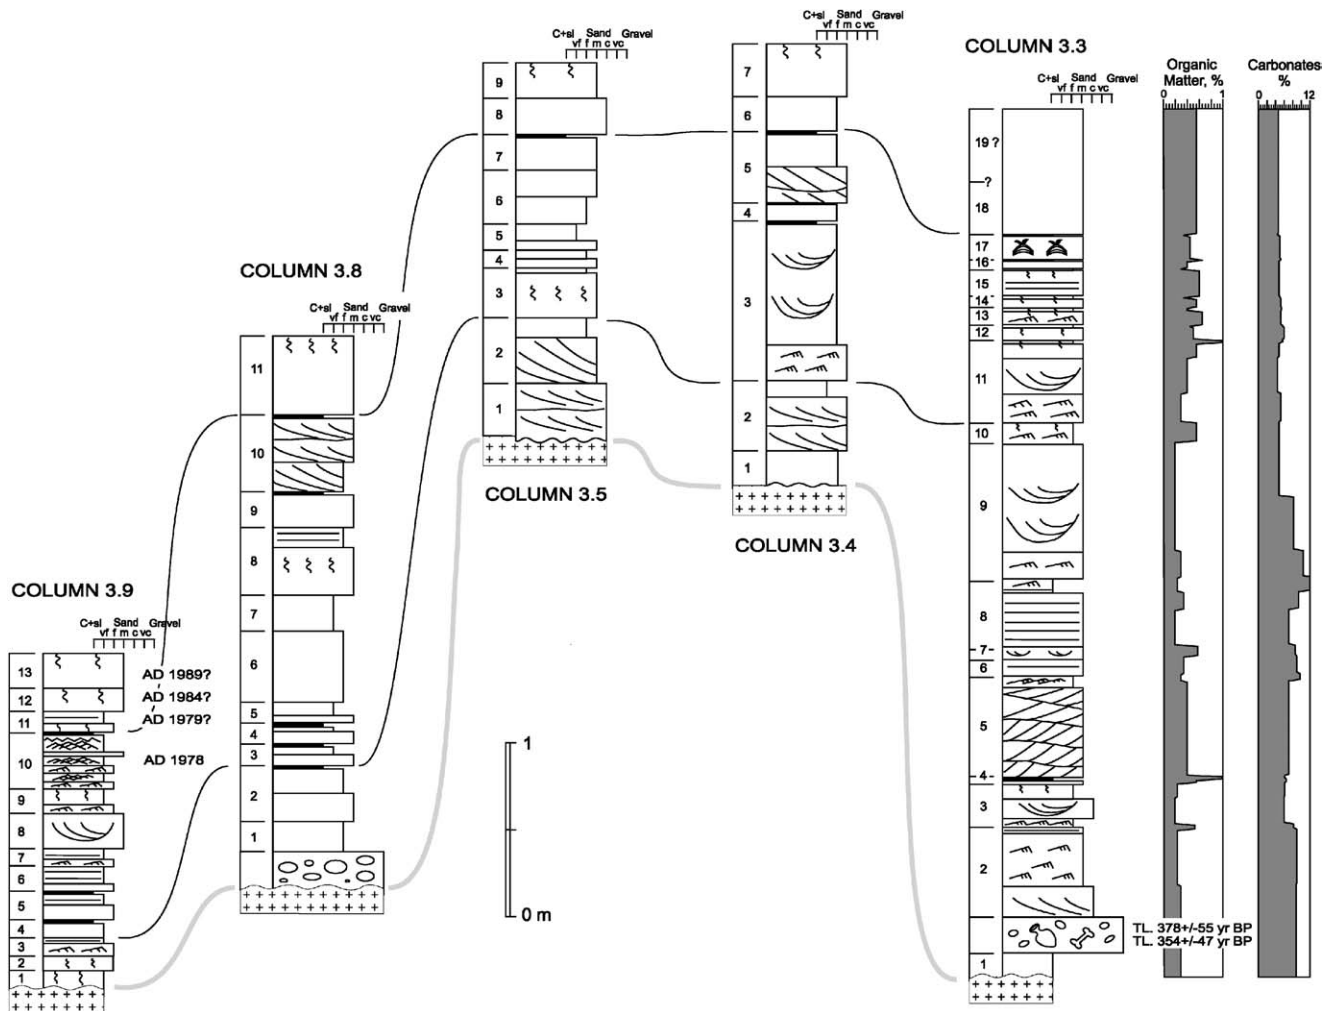 COLUMN 3.9
C+sl Sand Gravel
vf f m c vc
13
12
11
10
9
8
7
6
5
4
3
2
1
AD 1989?
AD 1984?
AD 1979?
AD 1978
COLUMN 3.8
C+sl Sand Gravel
vf f m c vc
11
10
9
8
7
6
5
4
3
2
1
C+sl Sand Gravel
vf f m c vc
9
8
7
6
5
4
3
2
1
COLUMN 3.5
1
0 m
C+sl Sand Gravel
vf f m c vc
7
6
5
4
3
2
1
COLUMN 3.4
COLUMN 3.3
C+sl Sand Gravel
vf f m c vc
19 ?
?
18
17
16
15
14
13
12
11
10
9
8
7
6
5
4
3
2
1
TL. 378+/-55 yr BP
TL. 354+/-47 yr BP
Organic
Matter, %
0 1
Carbonates
%
0 12